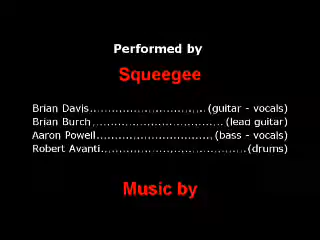 Performed by
Squeegee
Brian Davis................................(guitar - vocals)
Brian Burch....................................(lead guitar)
Aaron Powell................................(bass - vocals)
Robert Avanti........................................(drums)
Music by